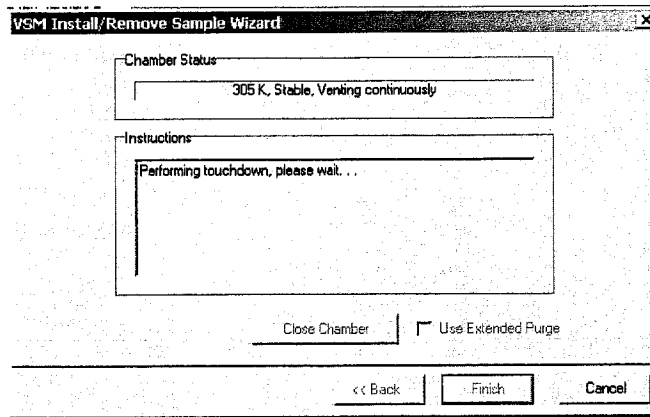 VSM Install/Remove Sample Wizard
Chamber Status
305 K, Stable, Venting continuously
Instructions
Performing touchdown, please wait. . .
Close Chamber
Use Extended Purge
<< Back
Finish
Cancel